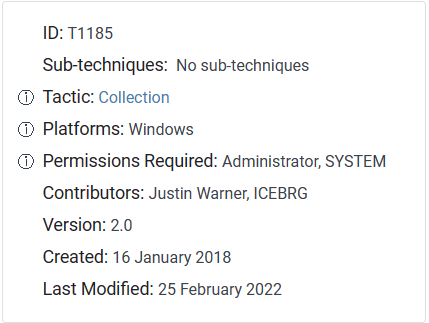 ID: T1185
Sub-techniques: No sub-techniques
Tactic: Collection
Platforms: Windows
Permissions Required: Administrator, SYSTEM
Contributors: Justin Warner, ICEBRG
Version: 2.0
Created: 16 January 2018
Last Modified: 25 February 2022